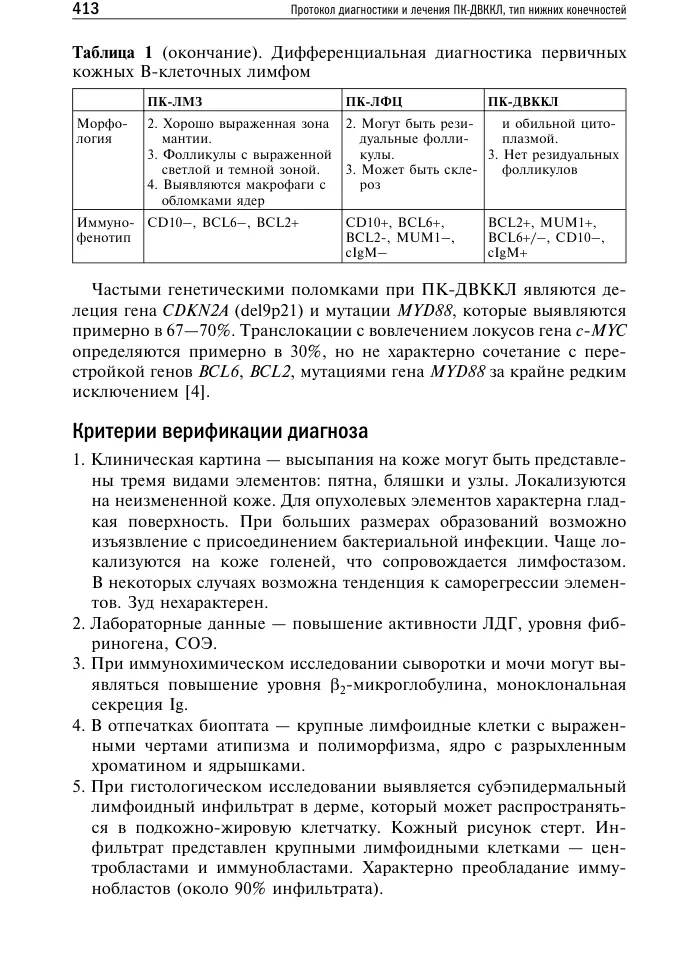 413
Протокол диагностики и лечения ПК-ДВККЛ, тип нижних конечностей
Таблица 1 (окончание). Дифференциальная диагностика первичных
кожных В-клеточных лимфом
ПК-ЛМЗ
ПК-ЛФЦ
ПК-ДВККЛ
Морфо-
логия
2. Хорошо выраженная зона
мантии.
3. Фолликулы с выраженной
светлой и темной зоной.
4. Выявляются макрофаги с
обломками ядер
2. Могут быть рези-
дуальные фолли-
кулы.
3. Может быть скле-
роз
и обильной цито-
плазмой.
3. Нет резидуальных
фолликулов
Иммуно-
фенотип
CD10−, BCL6−, BCL2+
CD10+, BCL6+,
BCL2-, MUM1−,
cIgM−
BCL2+, MUM1+,
BCL6+/−, CD10−,
cIgM+
Частыми генетическими поломками при ПК-ДВККЛ являются де-
леция гена CDKN2A (del9p21) и мутации MYD88, которые выявляются
примерно в 67—70%. Транслокации с вовлечением локусов гена c-MYC
определяются примерно в 30%, но не характерно сочетание с пере-
стройкой генов BCL6, BCL2, мутациями гена MYD88 за крайне редким
исключением [4].
Критерии верификации диагноза
1. Клиническая картина — высыпания на коже могут быть представле-
ны тремя видами элементов: пятна, бляшки и узлы. Локализуются
на неизмененной коже. Для опухолевых элементов характерна глад-
кая поверхность. При больших размерах образований возможно
изъязвление с присоединением бактериальной инфекции. Чаще ло-
кализуются на коже голеней, что сопровождается лимфостазом.
В некоторых случаях возможна тенденция к саморегрессии элемен-
тов. Зуд нехарактерен.
2. Лабораторные данные — повышение активности ЛДГ, уровня фиб-
риногена, СОЭ.
3. При иммунохимическом исследовании сыворотки и мочи могут вы-
являться повышение уровня β₂-микроглобулина, моноклональная
секреция Ig.
4. В отпечатках биоптата — крупные лимфоидные клетки с выражен-
ными чертами атипизма и полиморфизма, ядро с разрыхленным
хроматином и ядрышками.
5. При гистологическом исследовании выявляется субэпидермальный
лимфоидный инфильтрат в дерме, который может распространять-
ся в подкожно-жировую клетчатку. Кожный рисунок стерт. Ин-
фильтрат представлен крупными лимфоидными клетками — цен-
тробластами и иммунобластами. Характерно преобладание имму-
нобластов (около 90% инфильтрата).